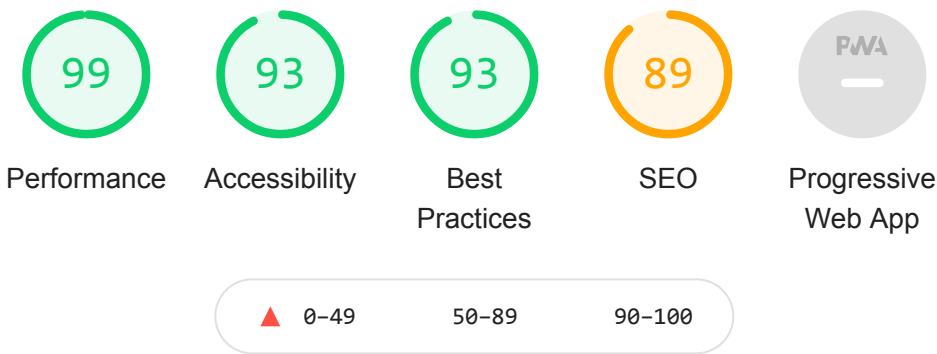 99 93 93 89 PWA
Performance Accessibility Best Practices SEO Progressive Web App
0–49 50–89 90–100